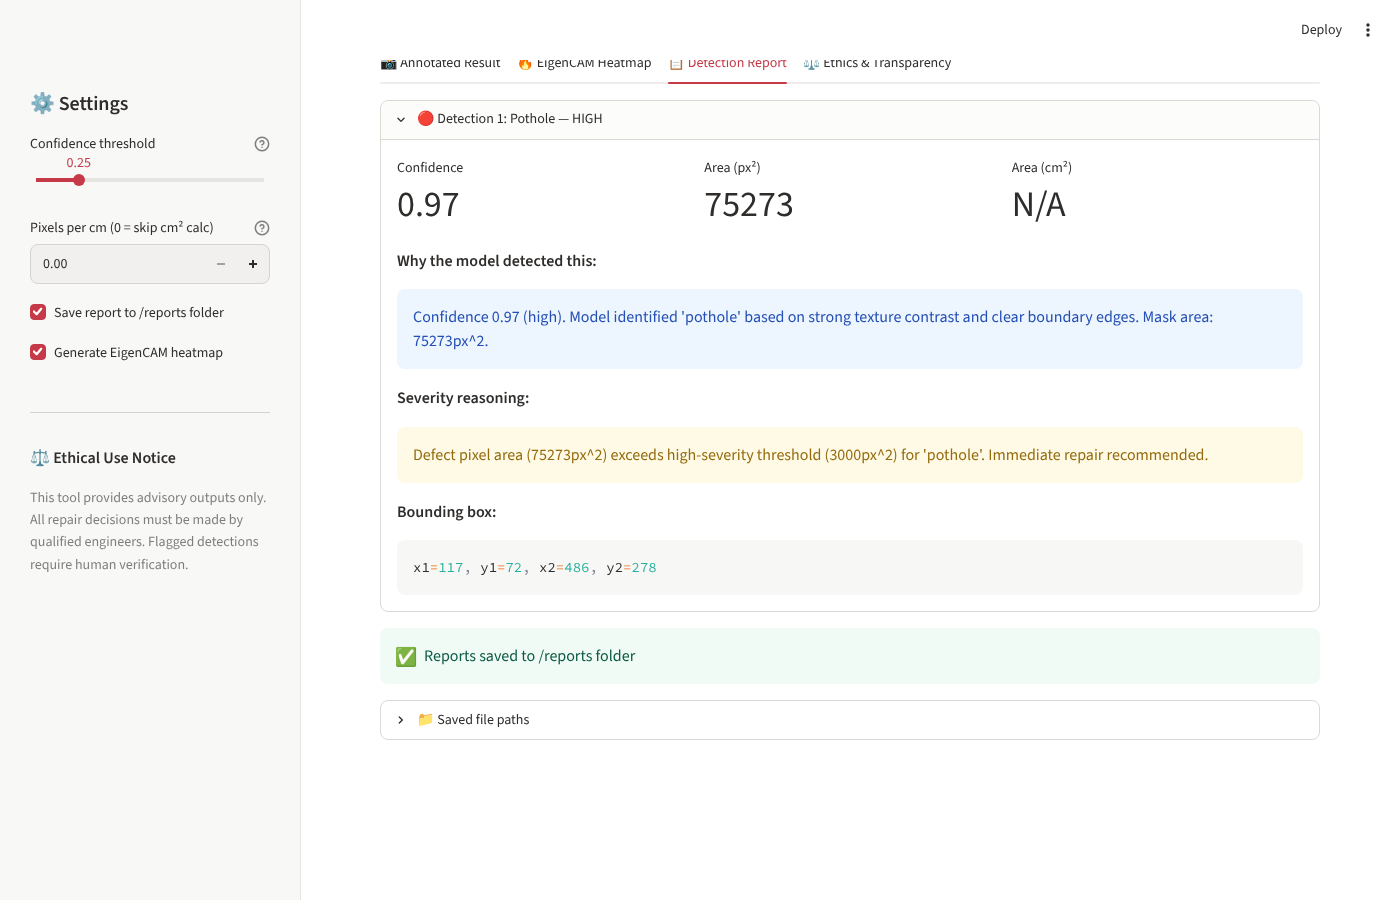 Deploy
⚙️ Settings
Confidence threshold
0.25
Pixels per cm (0 = skip cm² calc)
0.00
Save report to /reports folder
Generate EigenCAM heatmap
⚖️ Ethical Use Notice
This tool provides advisory outputs only.
All repair decisions must be made by
qualified engineers. Flagged detections
require human verification.
📸 Annotated Result 🔥 EigenCAM Heatmap 📋 Detection Report ⚖️ Ethics & Transparency
🔴 Detection 1: Pothole — HIGH
Confidence Area (px²) Area (cm²)
0.97 75273 N/A
Why the model detected this:
Confidence 0.97 (high). Model identified 'pothole' based on strong texture contrast and clear boundary edges. Mask area:
75273px^2.
Severity reasoning:
Defect pixel area (75273px^2) exceeds high-severity threshold (3000px^2) for 'pothole'. Immediate repair recommended.
Bounding box:
x1=117, y1=72, x2=486, y2=278
✅ Reports saved to /reports folder
📁 Saved file paths